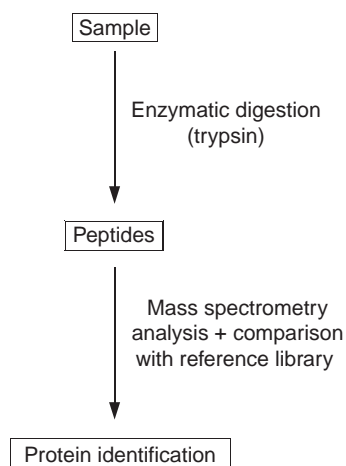 Sample
Enzymatic digestion
(trypsin)
Peptides
Mass spectrometry
analysis + comparison
with reference library
Protein identification